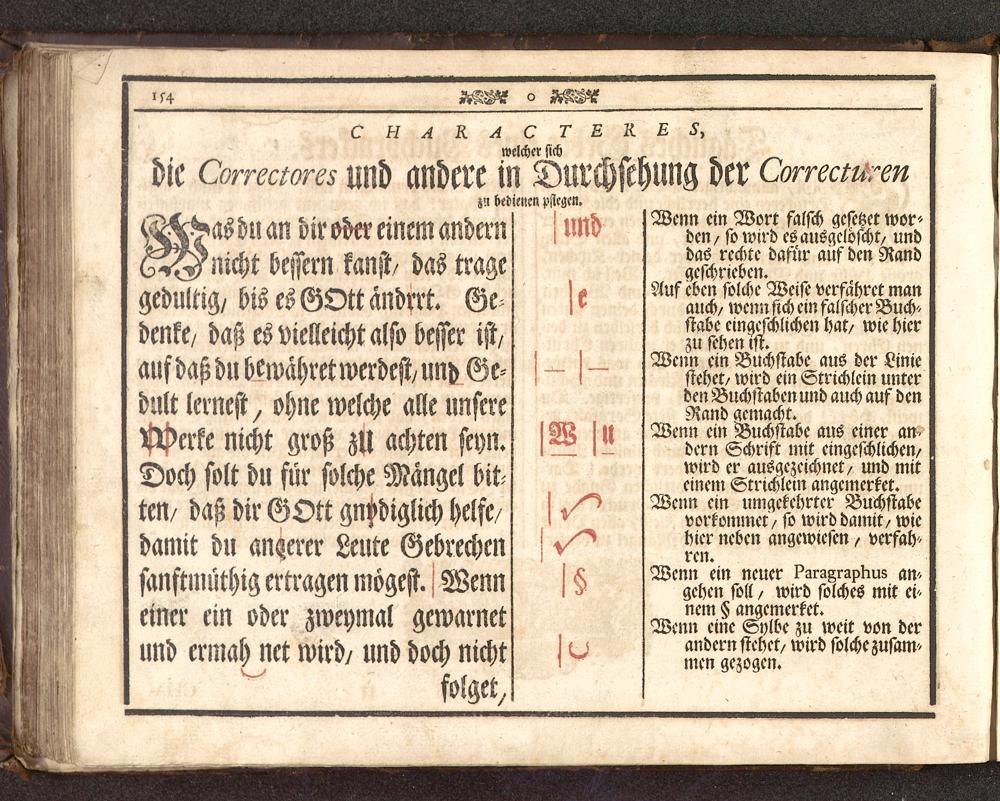 154 o
CHARACTERES,
welcher sich
die Correctores und andere in Durchsehung der Correcturen
zu bedienen pflegen.
Was du an dir oder einem andern
nicht bessern kanst, das trage
gedultig, bis es GOtt ändrrt. Ge-
denke, daß es vielleicht also besser ist,
auf daß du bewähret werdest, und Ge-
dult lernest, ohne welche alle unsere
Werke nicht groß zu achten seyn.
Doch solt du für solche Mängel bit-
ten, daß dir GOtt gnädiglich helfe,
damit du anderer Leute Gebrechen
sanftmüthig ertragen mögest. Wenn
einer ein oder zweymal gewarnet
und ermah net wird, und doch nicht
folget,
| und
| e
| – | –
| W | u
| §
Wenn ein Wort falsch gesetzet wor-
den, so wird es ausgelöscht, und
das rechte dafür auf den Rand
geschrieben.
Auf eben solche Weise verfähret man
auch, wenn sich ein falscher Buch-
stabe eingeschlichen hat, wie hier
zu sehen ist.
Wenn ein Buchstabe aus der Linie
stehet, wird ein Strichlein unter
den Buchstaben und auch auf den
Rand gemacht.
Wenn ein Buchstabe aus einer an-
dern Schrift mit eingeschlichen,
wird er ausgezeichnet, und mit
einem Strichlein angemerket.
Wenn ein umgekehrter Buchstabe
vorkommet, so wird damit, wie
hier neben angewiesen, verfah-
ren.
Wenn ein neuer Paragraphus an-
gehen soll, wird solches mit ei-
nem § angemerket.
Wenn eine Sylbe zu weit von der
andern stehet, wird solche zusam-
men gezogen.